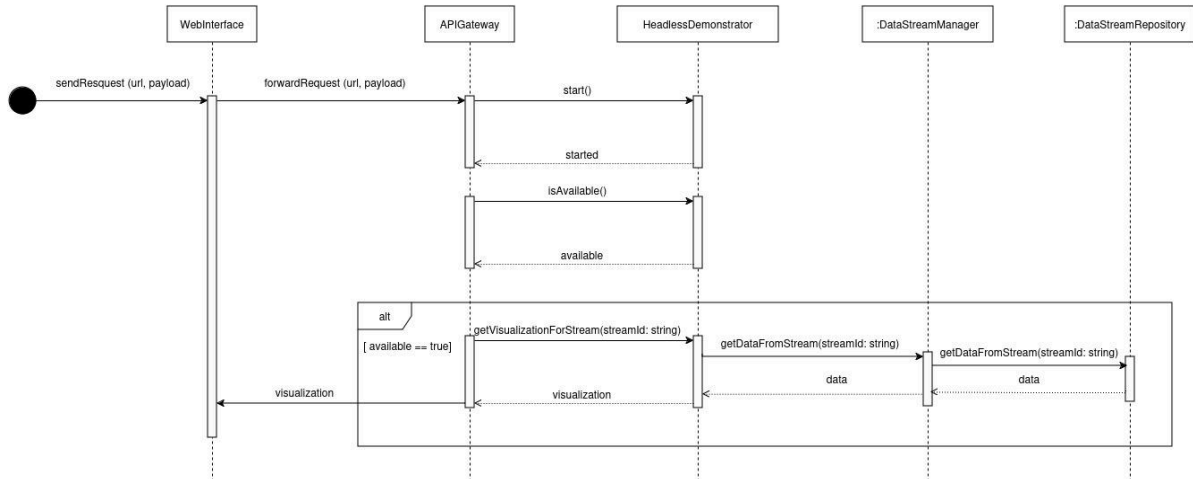 WebInterface
APIGateway
HeadlessDemonstrator
:DataStreamManager
:DataStreamRepository
sendResquest (url, payload)
forwardRequest (url, payload)
start()
started
isAvailable()
available
alt
[ available == true]
getVisualizationForStream(streamId: string)
getDataFromStream(streamId: string)
getDataFromStream(streamId: string)
data
data
visualization
visualization